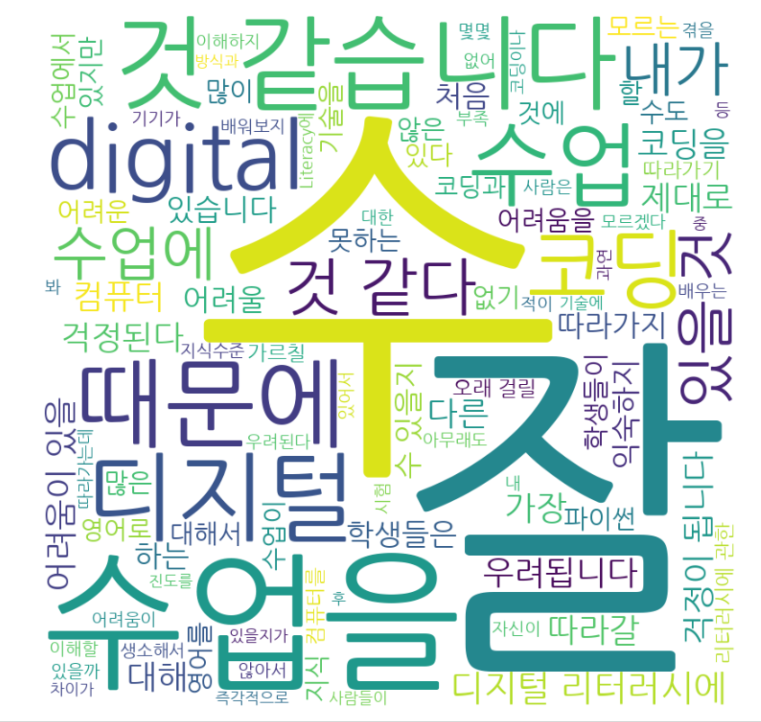 것 같습니다
이해하지
방식과
몇몇
없어
코딩이나
모르는
겪을
내가
수업에서
있지만
많이
기기가
배워보지
Literacy에
기술을
처음
할
수도
등
것에
않은
부족
digital
수
수업
코딩을
있다
따라가기
어려운
있습니다
코딩과
사람은
제대로
대한
어려움을
모르겠다
중
수업에
못하는
것 같다
코딩
과연
것
봐
컴퓨터
어려울
없기
적이
기술에
배우는
있을
걱정된다
지식수준
가르칠
따라가지
때문에
잘
있어서
오래 걸릴
학생들이
익숙하지
수 있을지
다른
아무래도
어려움이 있을
따라가는데
우려된다
디지털
많은
시험
내
가장
파이썬
걱정이 됩니다
영어로
대해서
수업이
학생들은
하는
진도를
수업을
우려됩니다
관한
리터러시에
어려움이
컴퓨터를
후
자신이
따라갈
이해할
생소해서
영어를
있을지가
있을까
대해
않아서
지식
차이가
즉각적으로
사람들이
디지털 리터러시에